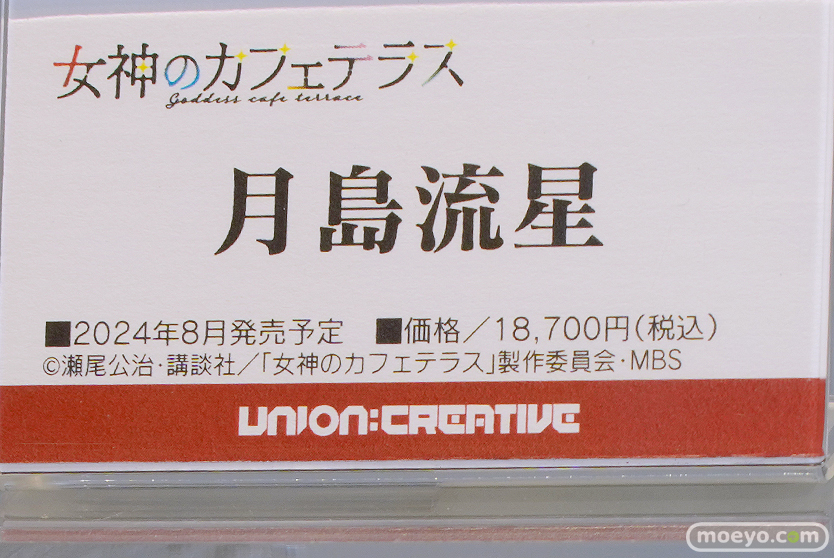 女神のカフェテラス
Goddess cafe terrace
月島流星
■2024年8月発売予定　■価格／18,700円(税込)
©瀬尾公治・講談社／「女神のカフェテラス」製作委員会・MBS
UNION:CREATIVE
moeyo.com